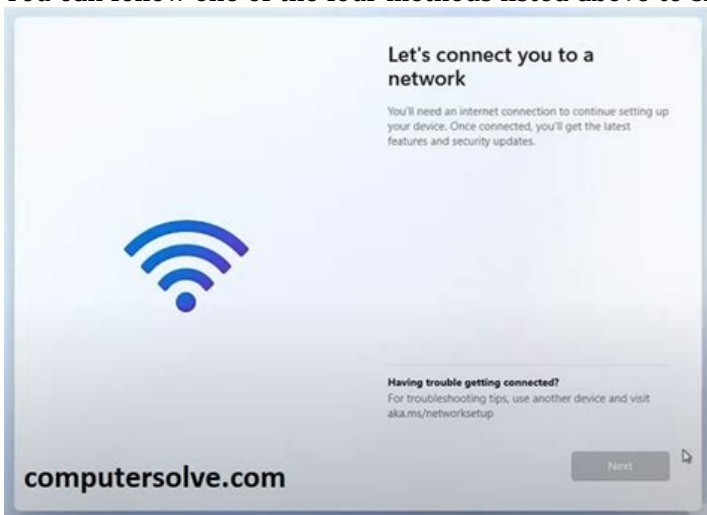 Let's connect you to a
network
You'll need an internet connection to continue setting up
your device. Once connected, you'll get the latest
features and security updates.
Having trouble getting connected?
For troubleshooting tips, use another device and visit
aka.ms/networksetup
Next
computersolve.com